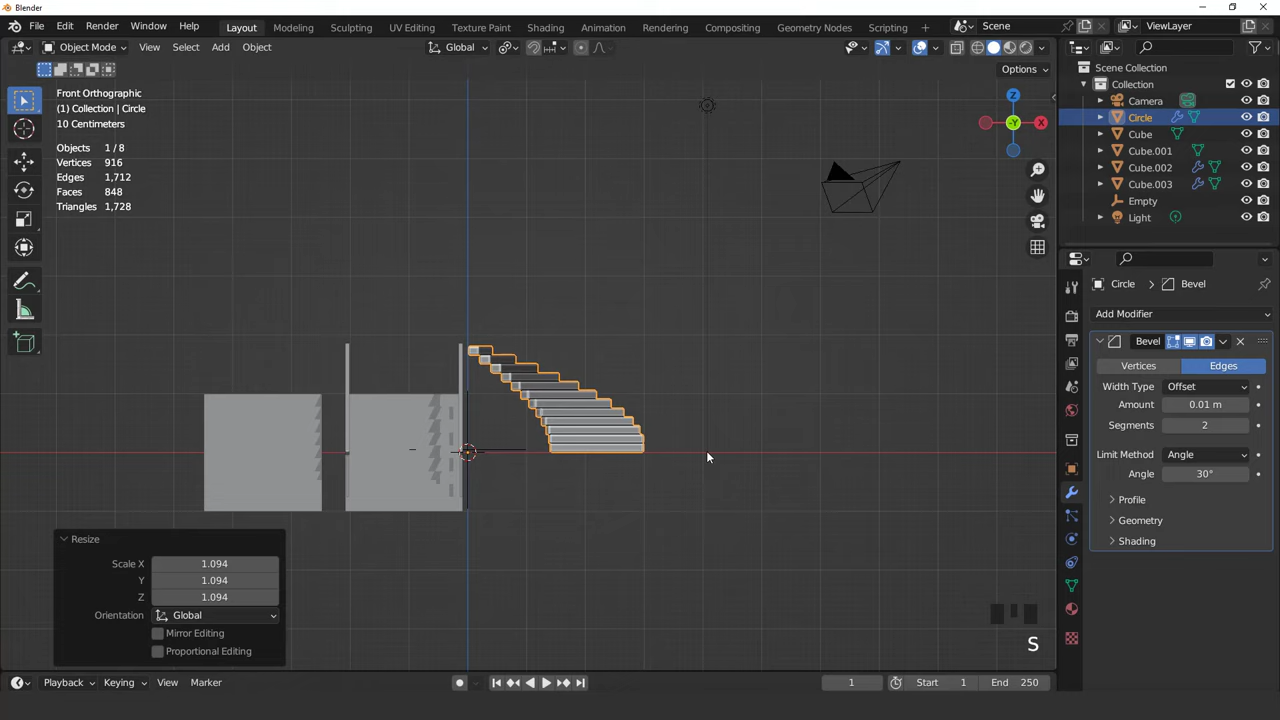 Blender
File Edit Render Window Help Layout Modeling Sculpting UV Editing Texture Paint Shading Animation Rendering Compositing Geometry Nodes Scripting + Scene ViewLayer
Object Mode View Select Add Object Global
Options
Front Orthographic
(1) Collection | Circle
10 Centimeters
Objects 1 / 8
Vertices 916
Edges 1,712
Faces 848
Triangles 1,728
Z
-Y
X
Scene Collection
Collection
Camera
Circle
Cube
Cube.001
Cube.002
Cube.003
Empty
Light
Circle > Bevel
Add Modifier
Bevel
Vertices Edges
Width Type Offset
Amount 0.01 m
Segments 2
Limit Method Angle
Angle 30°
Profile
Geometry
Shading
Resize
Scale X 1.094
Y 1.094
Z 1.094
Orientation Global
Mirror Editing
Proportional Editing
S
Playback Keying View Marker 1 Start 1 End 250